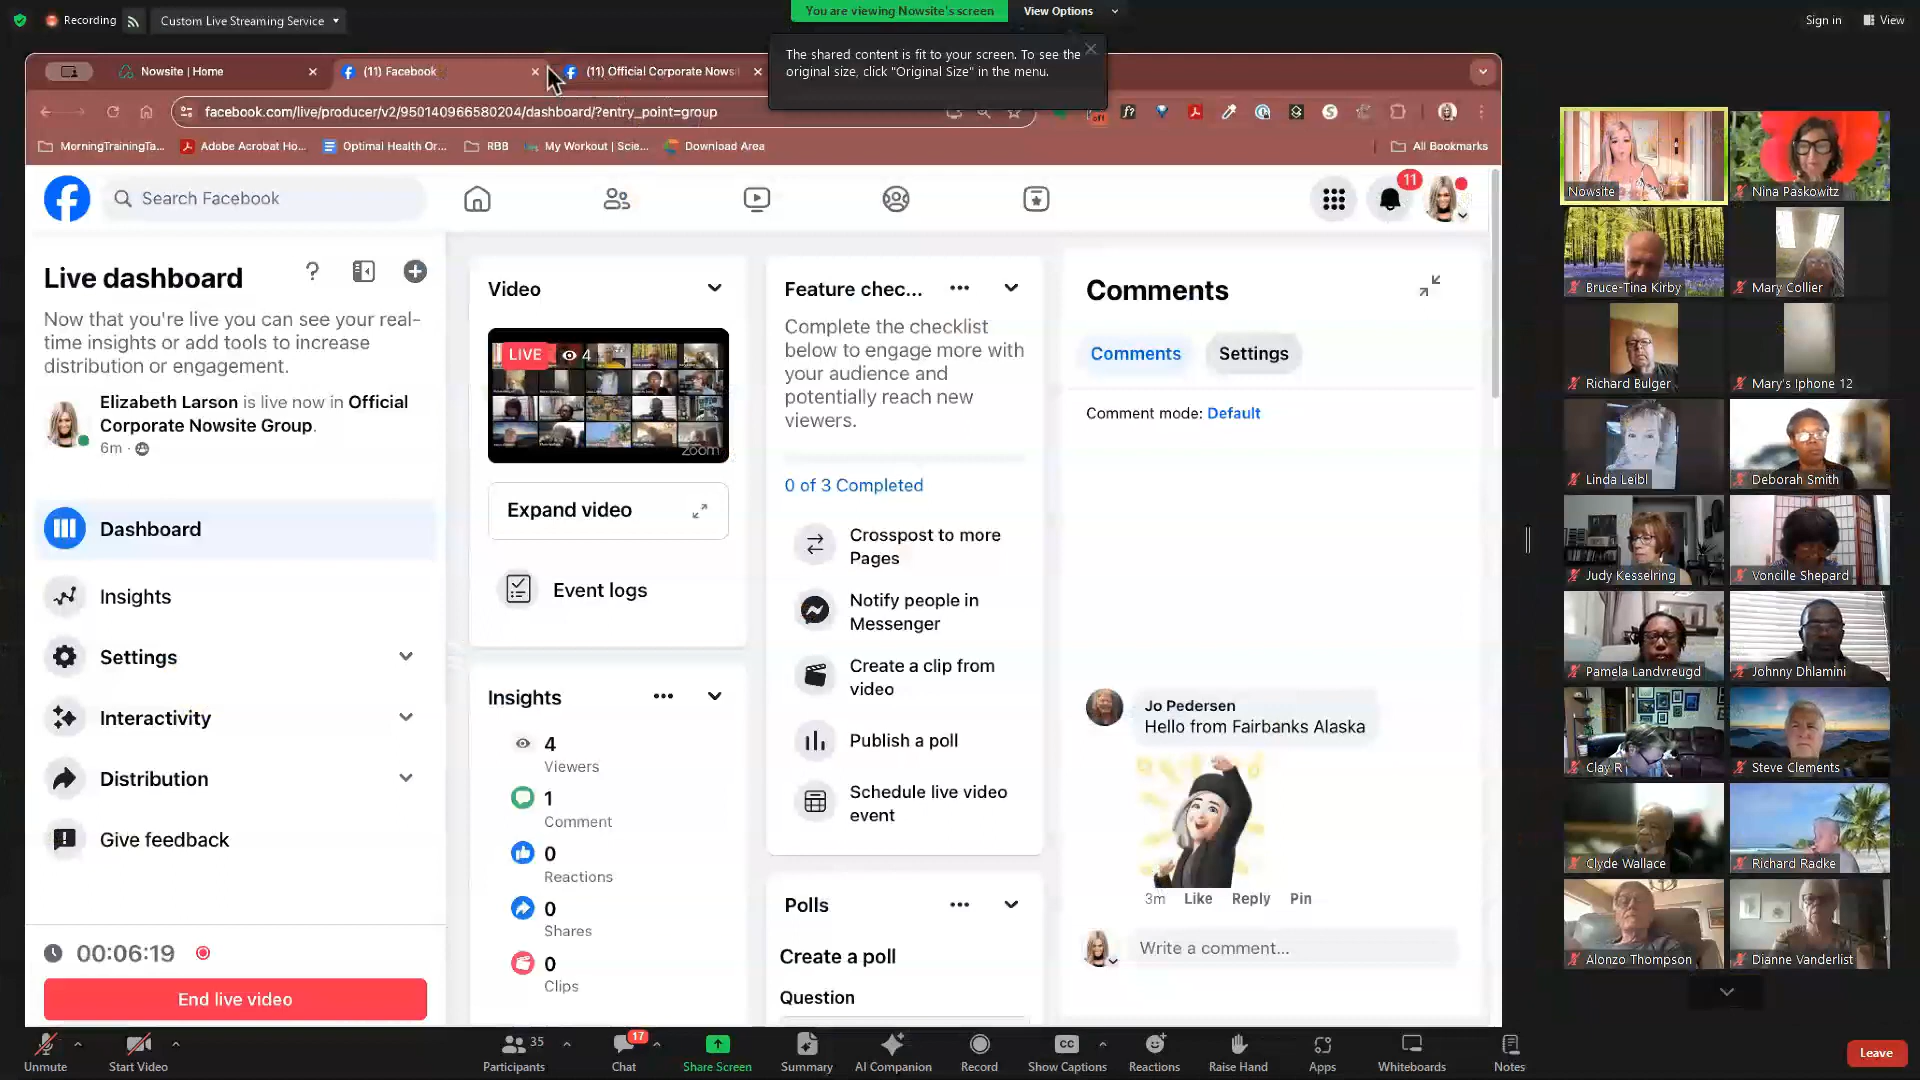 Recording
Custom Live Streaming Service
You are viewing Nowsite's screen
View Options
Sign in
View
The shared content is fit to your screen. To see the
original size, click "Original Size" in the menu.
Nowsite | Home
(11) Facebook
(11) Official Corporate Nows
facebook.com/live/producer/v2/950140966580204/dashboard/?entry_point=group
off
f?
MorningTrainingTa...
Adobe Acrobat Ho...
Optimal Health Or...
RBB
My Workout | Scie...
Download Area
All Bookmarks
Search Facebook
11
Live dashboard
Now that you're live you can see your real-
time insights or add tools to increase
distribution or engagement.
Elizabeth Larson is live now in Official
Corporate Nowsite Group.
6m
Dashboard
Insights
Settings
Interactivity
Distribution
Give feedback
00:06:19
End live video
Video
LIVE
4
zoom
Expand video
Event logs
Insights
4
Viewers
1
Comment
0
Reactions
0
Shares
0
Clips
Feature chec...
Complete the checklist
below to engage more with
your audience and
potentially reach new
viewers.
0 of 3 Completed
Crosspost to more
Pages
Notify people in
Messenger
Create a clip from
video
Publish a poll
Schedule live video
event
Polls
Create a poll
Question
Comments
Comments
Settings
Comment mode: Default
Jo Pedersen
Hello from Fairbanks Alaska
3m
Like
Reply
Pin
Write a comment...
Nowsite
Nina Paskowitz
Bruce-Tina Kirby
Mary Collier
Richard Bulger
Mary's Iphone 12
Linda Leibl
Deborah Smith
Judy Kesselring
Voncille Shepard
Pamela Landvreugd
Johnny Dhlamini
Clay R
Steve Clements
Clyde Wallace
Richard Radke
Alonzo Thompson
Dianne Vanderlist
Unmute
Start Video
35
Participants
17
Chat
Share Screen
Summary
AI Companion
Record
CC
Show Captions
Reactions
Raise Hand
Apps
Whiteboards
Notes
Leave